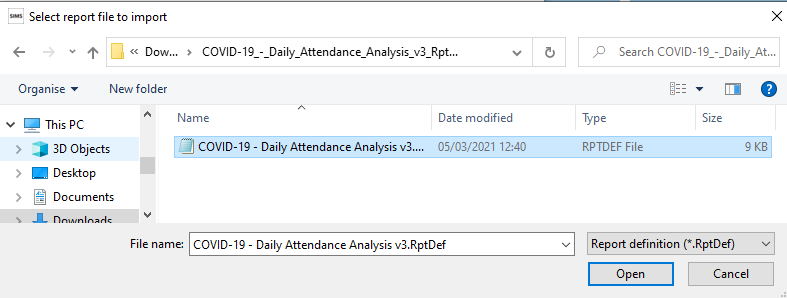 SIMS Select report file to import
« Dow... › COVID-19_-_Daily_Attendance_Analysis_v3_Rpt... Search COVID-19_-_Daily_At...
Organise New folder
This PC
3D Objects
Desktop
Documents
Downloads
Name Date modified Type Size
COVID-19 - Daily Attendance Analysis v3.... 05/03/2021 12:40 RPTDEF File 9 KB
File name: COVID-19 - Daily Attendance Analysis v3.RptDef Report definition (*.RptDef)
Open Cancel